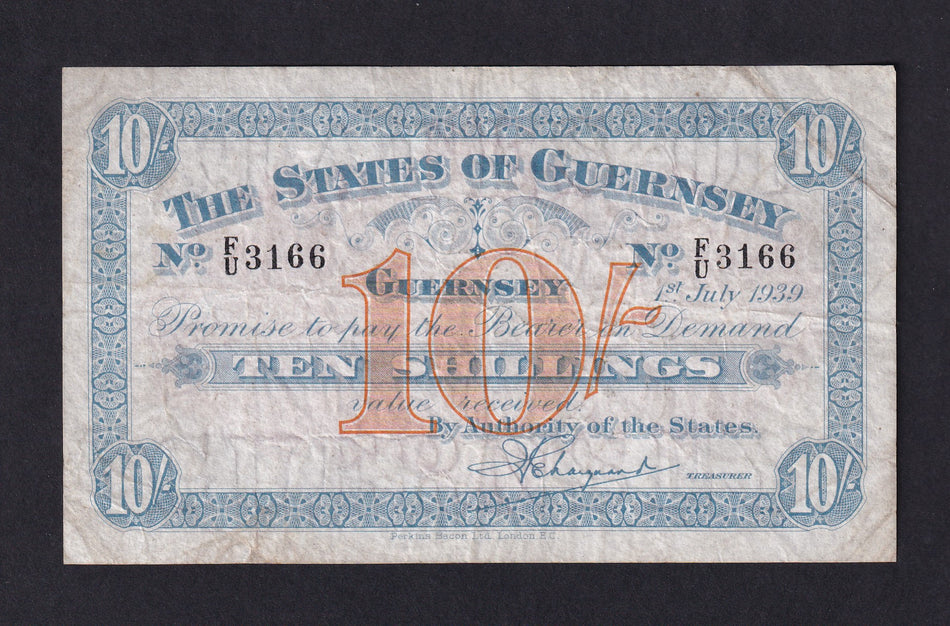 10/- 10/-
THE STATES OF GUERNSEY
No. F/U 3166 No. F/U 3166
GUERNSEY
10/-
1st July 1939
Promise to pay the Bearer on Demand
TEN SHILLINGS
value received.
By Authority of the States.
TREASURER
10/- 10/-
Perkins Bacon Ltd. London E.C.